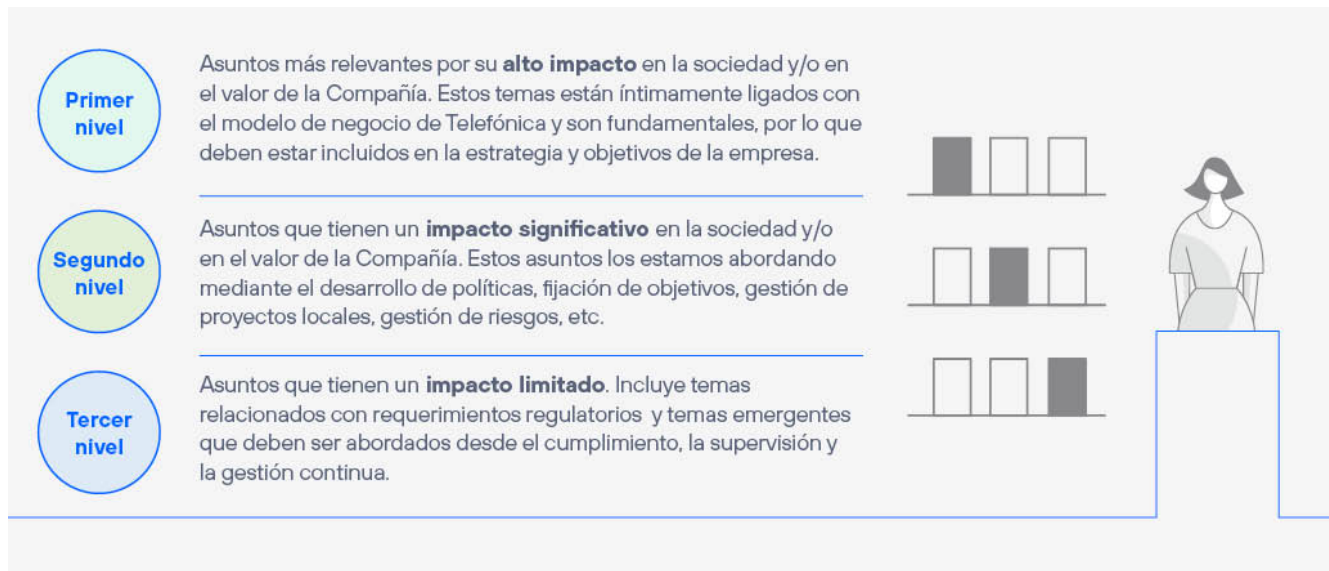 Primer
nivel
Asuntos más relevantes por su alto impacto en la sociedad y/o en
el valor de la Compañía. Estos temas están íntimamente ligados con
el modelo de negocio de Telefónica y son fundamentales, por lo que
deben estar incluidos en la estrategia y objetivos de la empresa.
Segundo
nivel
Asuntos que tienen un impacto significativo en la sociedad y/o
en el valor de la Compañía. Estos asuntos los estamos abordando
mediante el desarrollo de políticas, fijación de objetivos, gestión de
proyectos locales, gestión de riesgos, etc.
Tercer
nivel
Asuntos que tienen un impacto limitado. Incluye temas
relacionados con requerimientos regulatorios y temas emergentes
que deben ser abordados desde el cumplimiento, la supervisión y
la gestión continua.